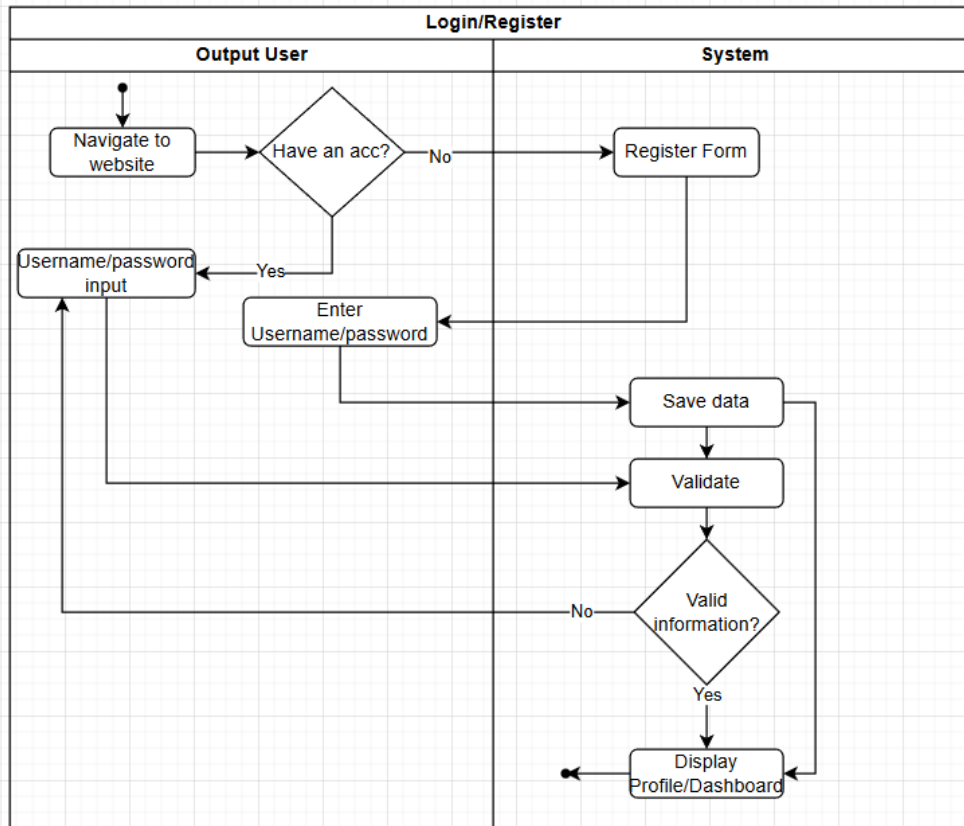 Login/Register
Output User
System
Navigate to
website
Have an acc?
No
Register Form
Username/password
input
Yes
Enter
Username/password
Save data
Validate
Valid
information?
No
Yes
Display
Profile/Dashboard